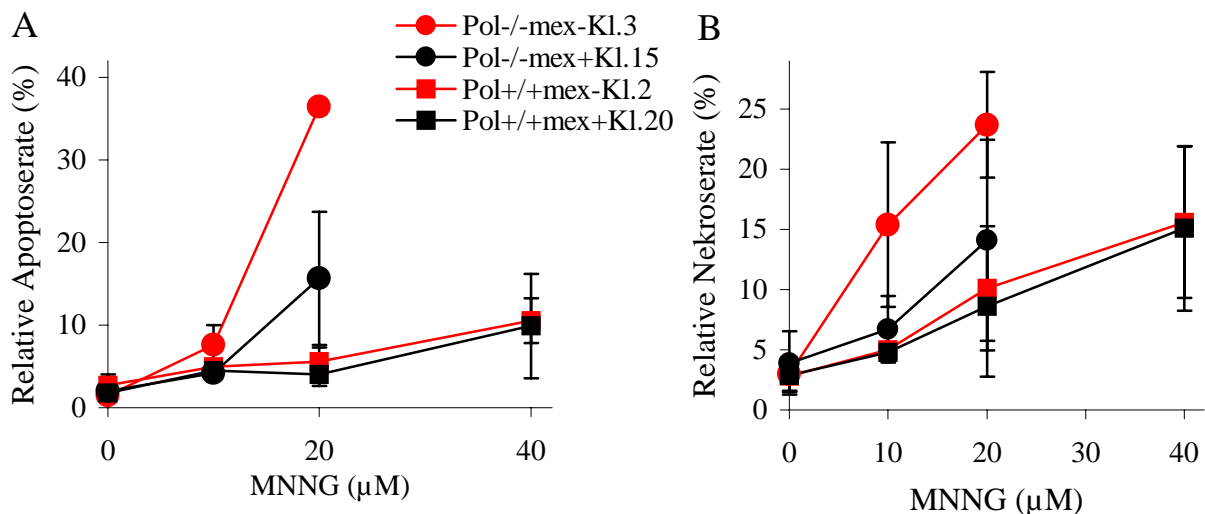 A
Pol-/-mex-Kl.3
Pol-/-mex+Kl.15
Pol+/+mex-Kl.2
Pol+/+mex+Kl.20
Relative Apoptoserate (%)
40
30
20
10
0
0
20
40
MNNG (µM)
B
Relative Nekroserate (%)
25
20
15
10
5
0
0
10
20
30
40
MNNG (µM)